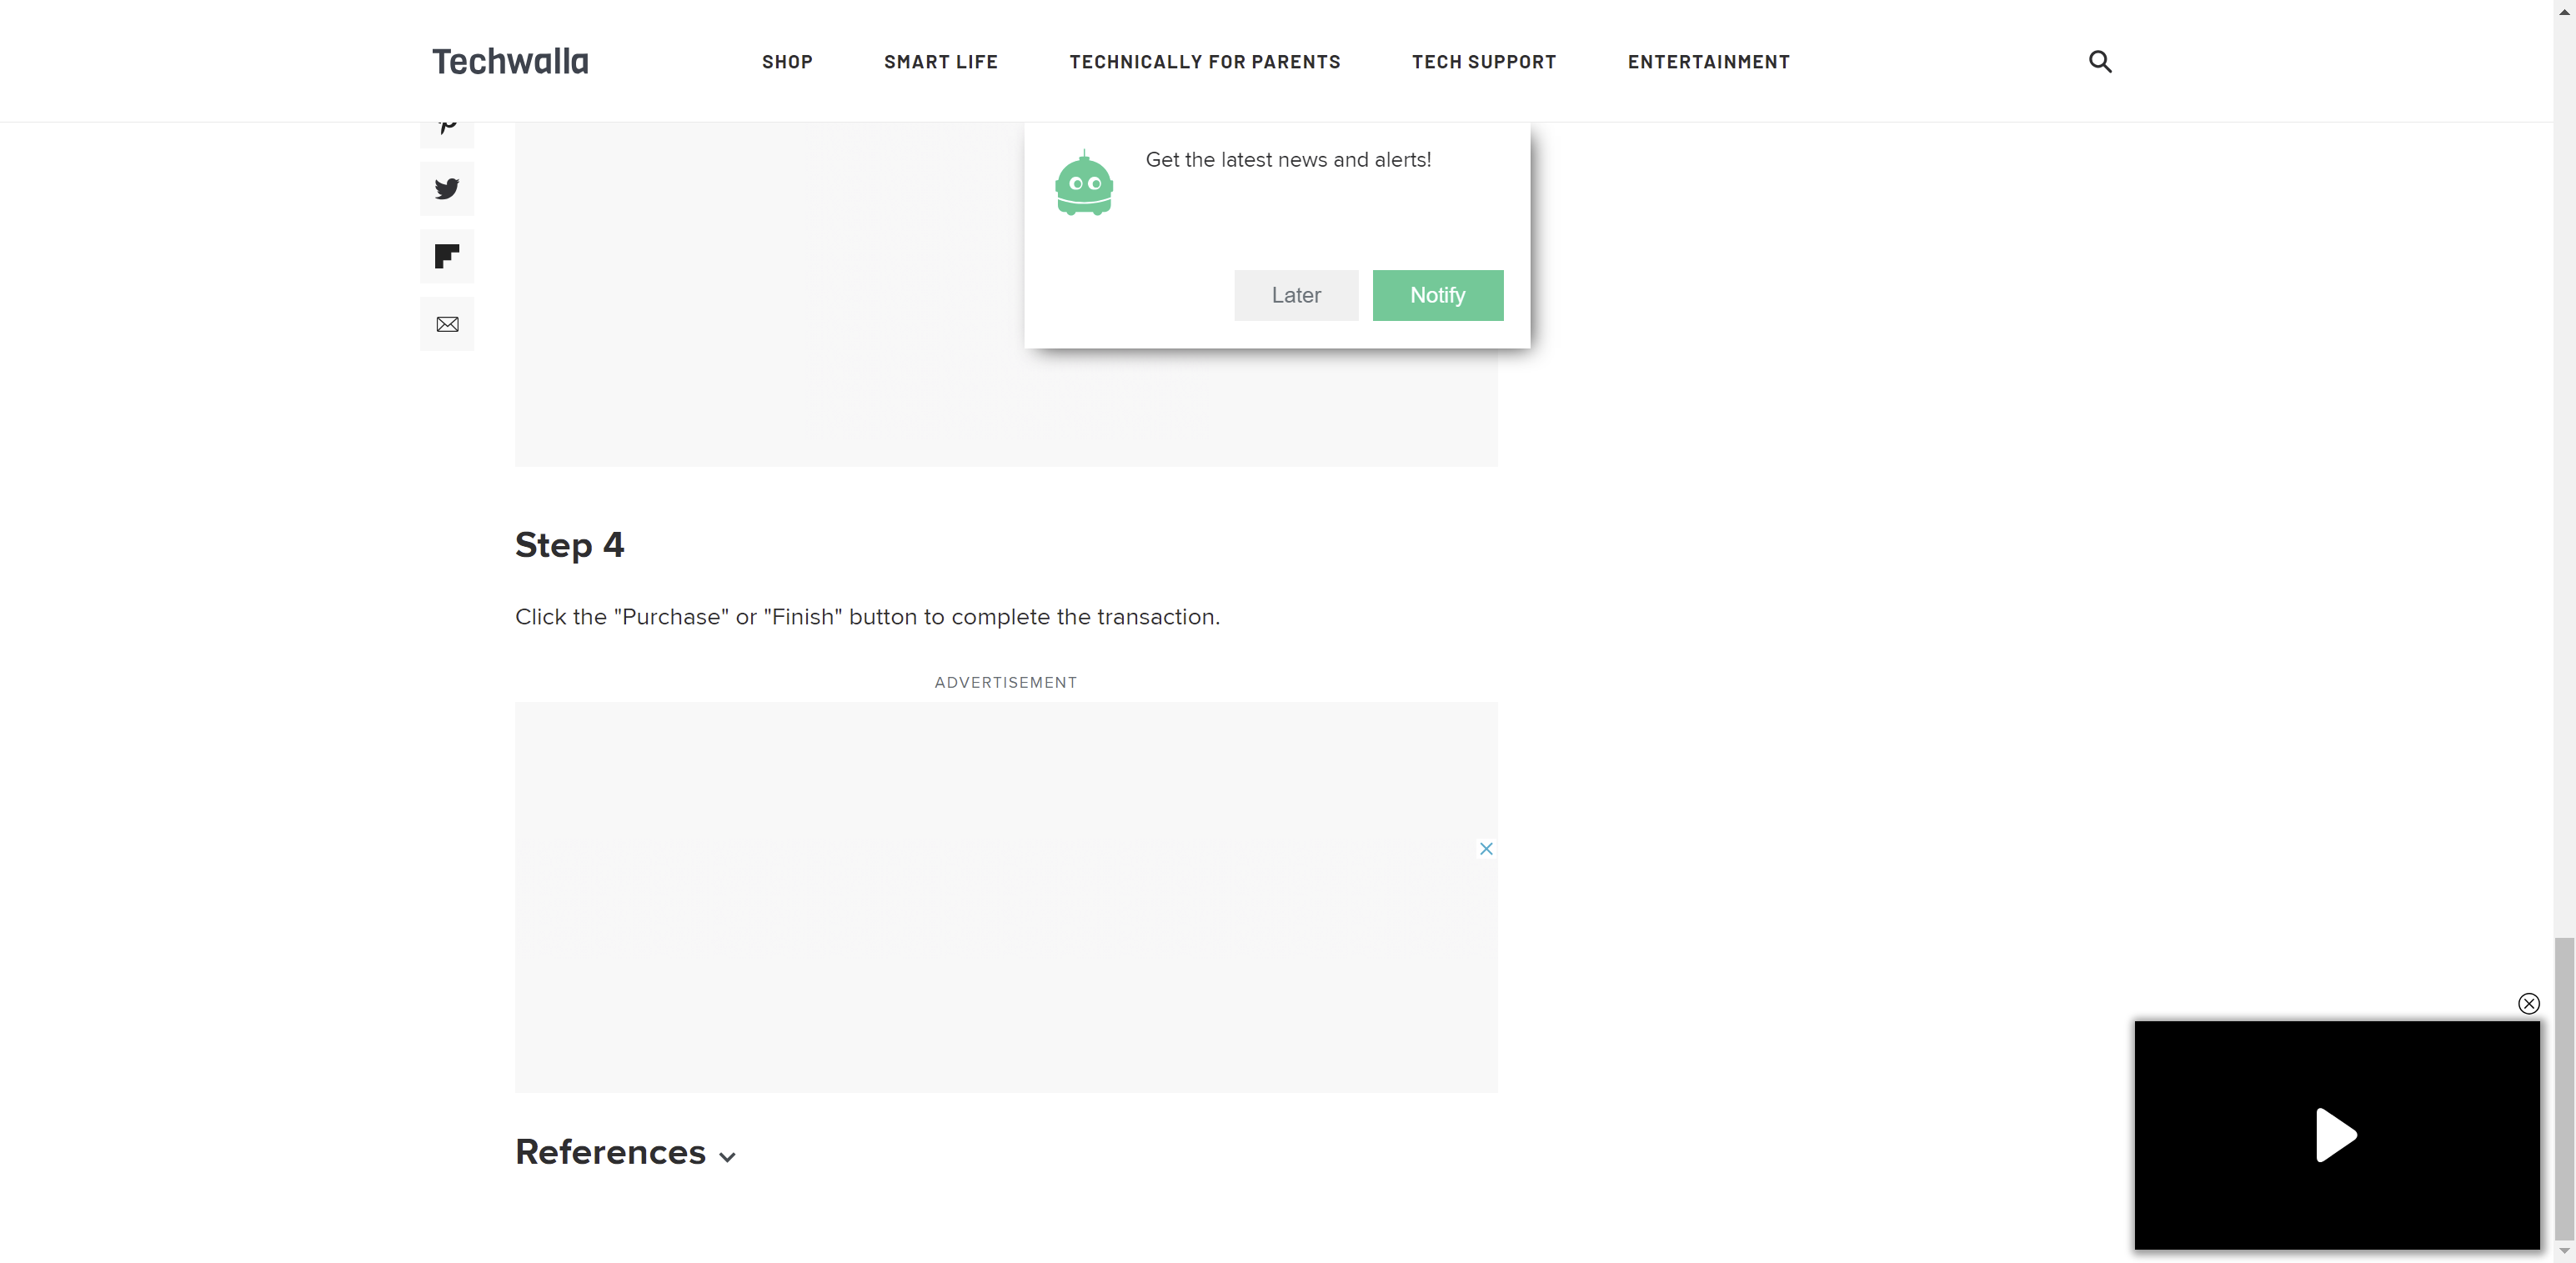 Techwalla
SHOP
SMART LIFE
TECHNICALLY FOR PARENTS
TECH SUPPORT
ENTERTAINMENT
Get the latest news and alerts!
Later
Notify
Step 4
Click the "Purchase" or "Finish" button to complete the transaction.
ADVERTISEMENT
References